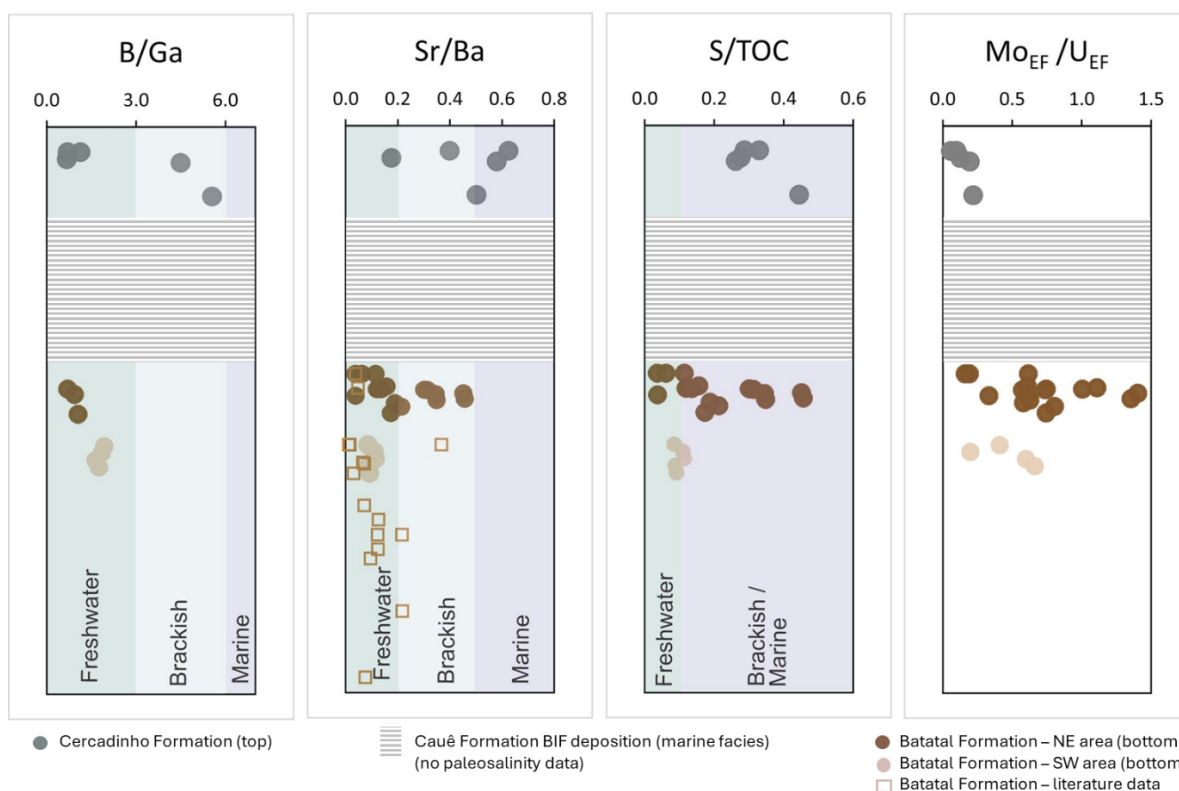 B/Ga
0.0 3.0 6.0
Freshwater
Brackish
Marine
Sr/Ba
0.0 0.2 0.4 0.6 0.8
Freshwater
Brackish
Marine
S/TOC
0.0 0.2 0.4 0.6
Freshwater
Brackish /
Marine
MoEF /UEF
0.0 0.5 1.0 1.5
Cercadinho Formation (top)
Cauê Formation BIF deposition (marine facies)
(no paleosalinity data)
Batatal Formation – NE area (bottom
Batatal Formation – SW area (bottom
Batatal Formation – literature data